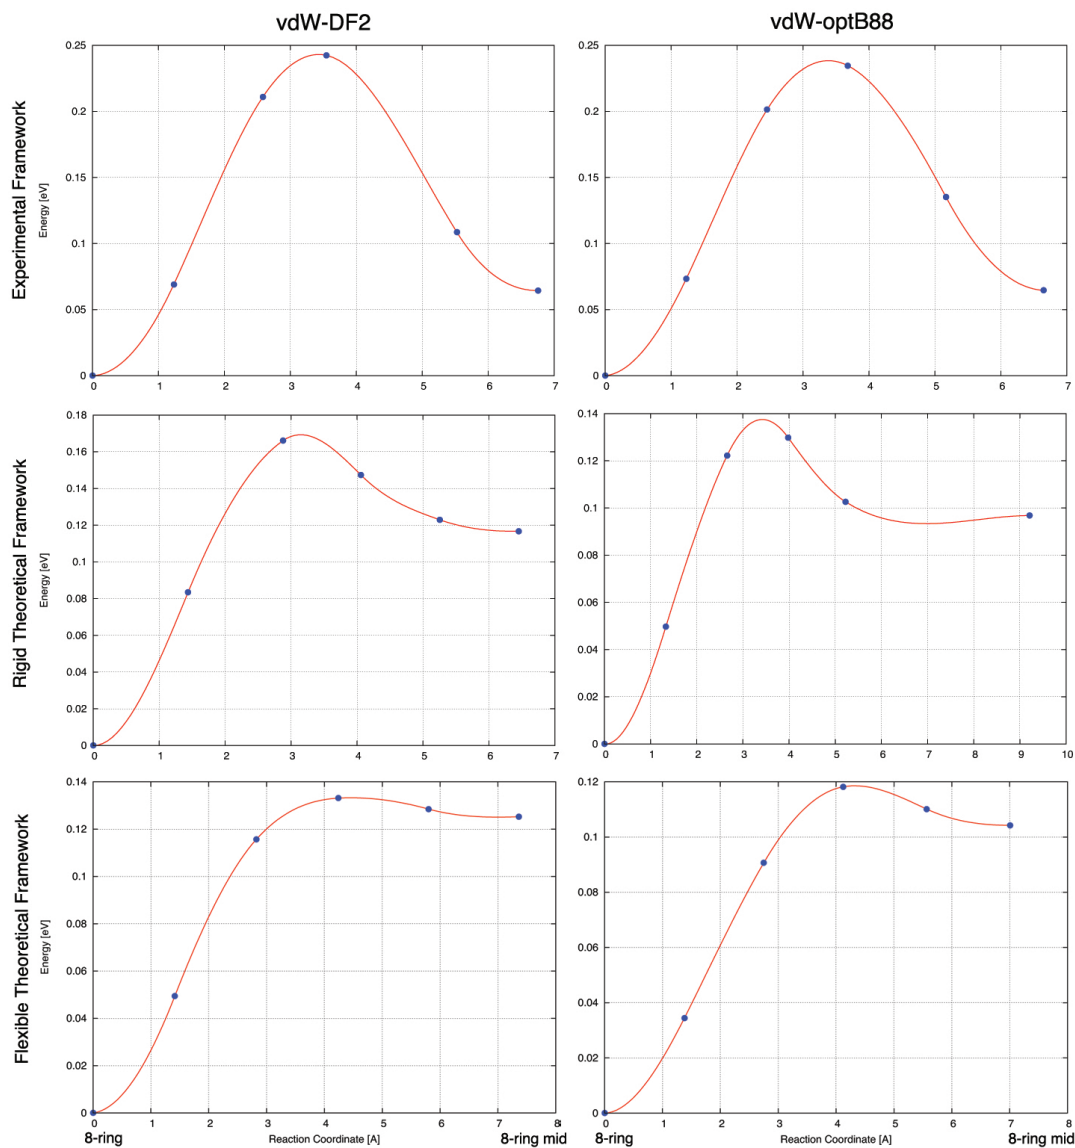 vdW-DF2
vdW-optB88
Experimental Framework
Energy [eV]
0.25
0.2
0.15
0.1
0.05
0
0 1 2 3 4 5 6 7
0.25
0.2
0.15
0.1
0.05
0
0 1 2 3 4 5 6 7
Rigid Theoretical Framework
Energy [eV]
0.18
0.16
0.14
0.12
0.1
0.08
0.06
0.04
0.02
0
0 1 2 3 4 5 6 7
0.14
0.12
0.1
0.08
0.06
0.04
0.02
0
0 1 2 3 4 5 6 7 8 9 10
Flexible Theoretical Framework
Energy [eV]
0.14
0.12
0.1
0.08
0.06
0.04
0.02
0
0 1 2 3 4 5 6 7 8
8-ring Reaction Coordinate [A] 8-ring mid
0.12
0.1
0.08
0.06
0.04
0.02
0
0 1 2 3 4 5 6 7 8
8-ring Reaction Coordinate [A] 8-ring mid